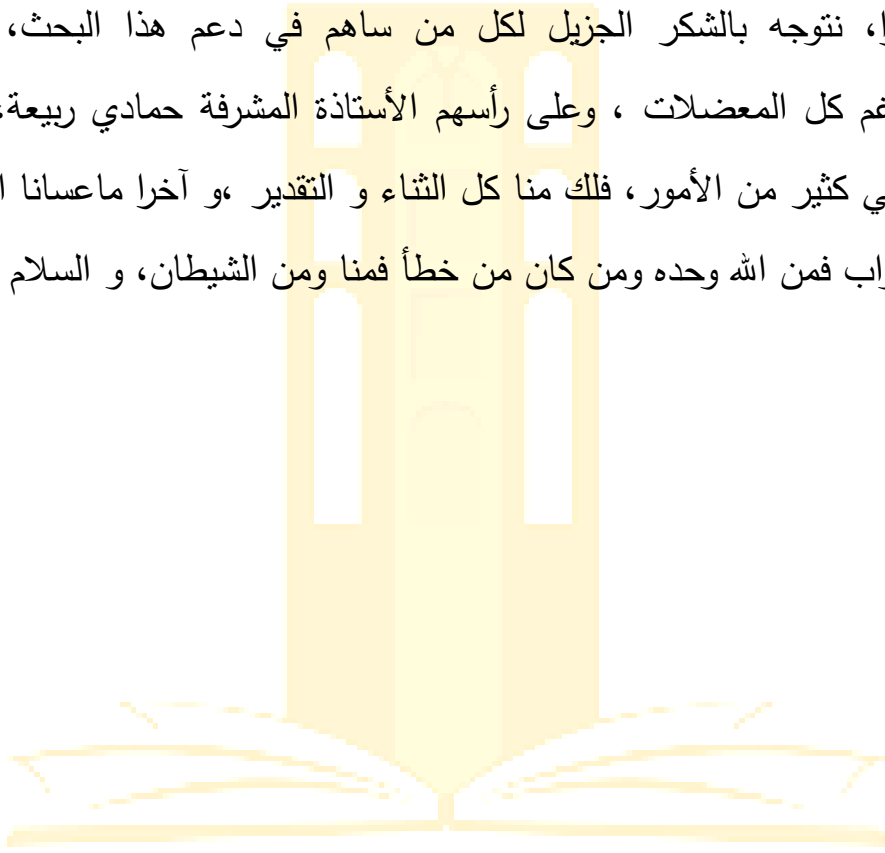 نتوجه بالشكر الجزيل لكل من ساهم في دعم هذا البحث،
كل المعضلات ، وعلى رأسهم الأستاذة المشرفة حمادي ربيعة،
كثير من الأمور، فلك منا كل الثناء و التقدير ،و آخرا ماعسانا
فمن الله وحده ومن كان من خطأ فمنا ومن الشيطان، و السلام